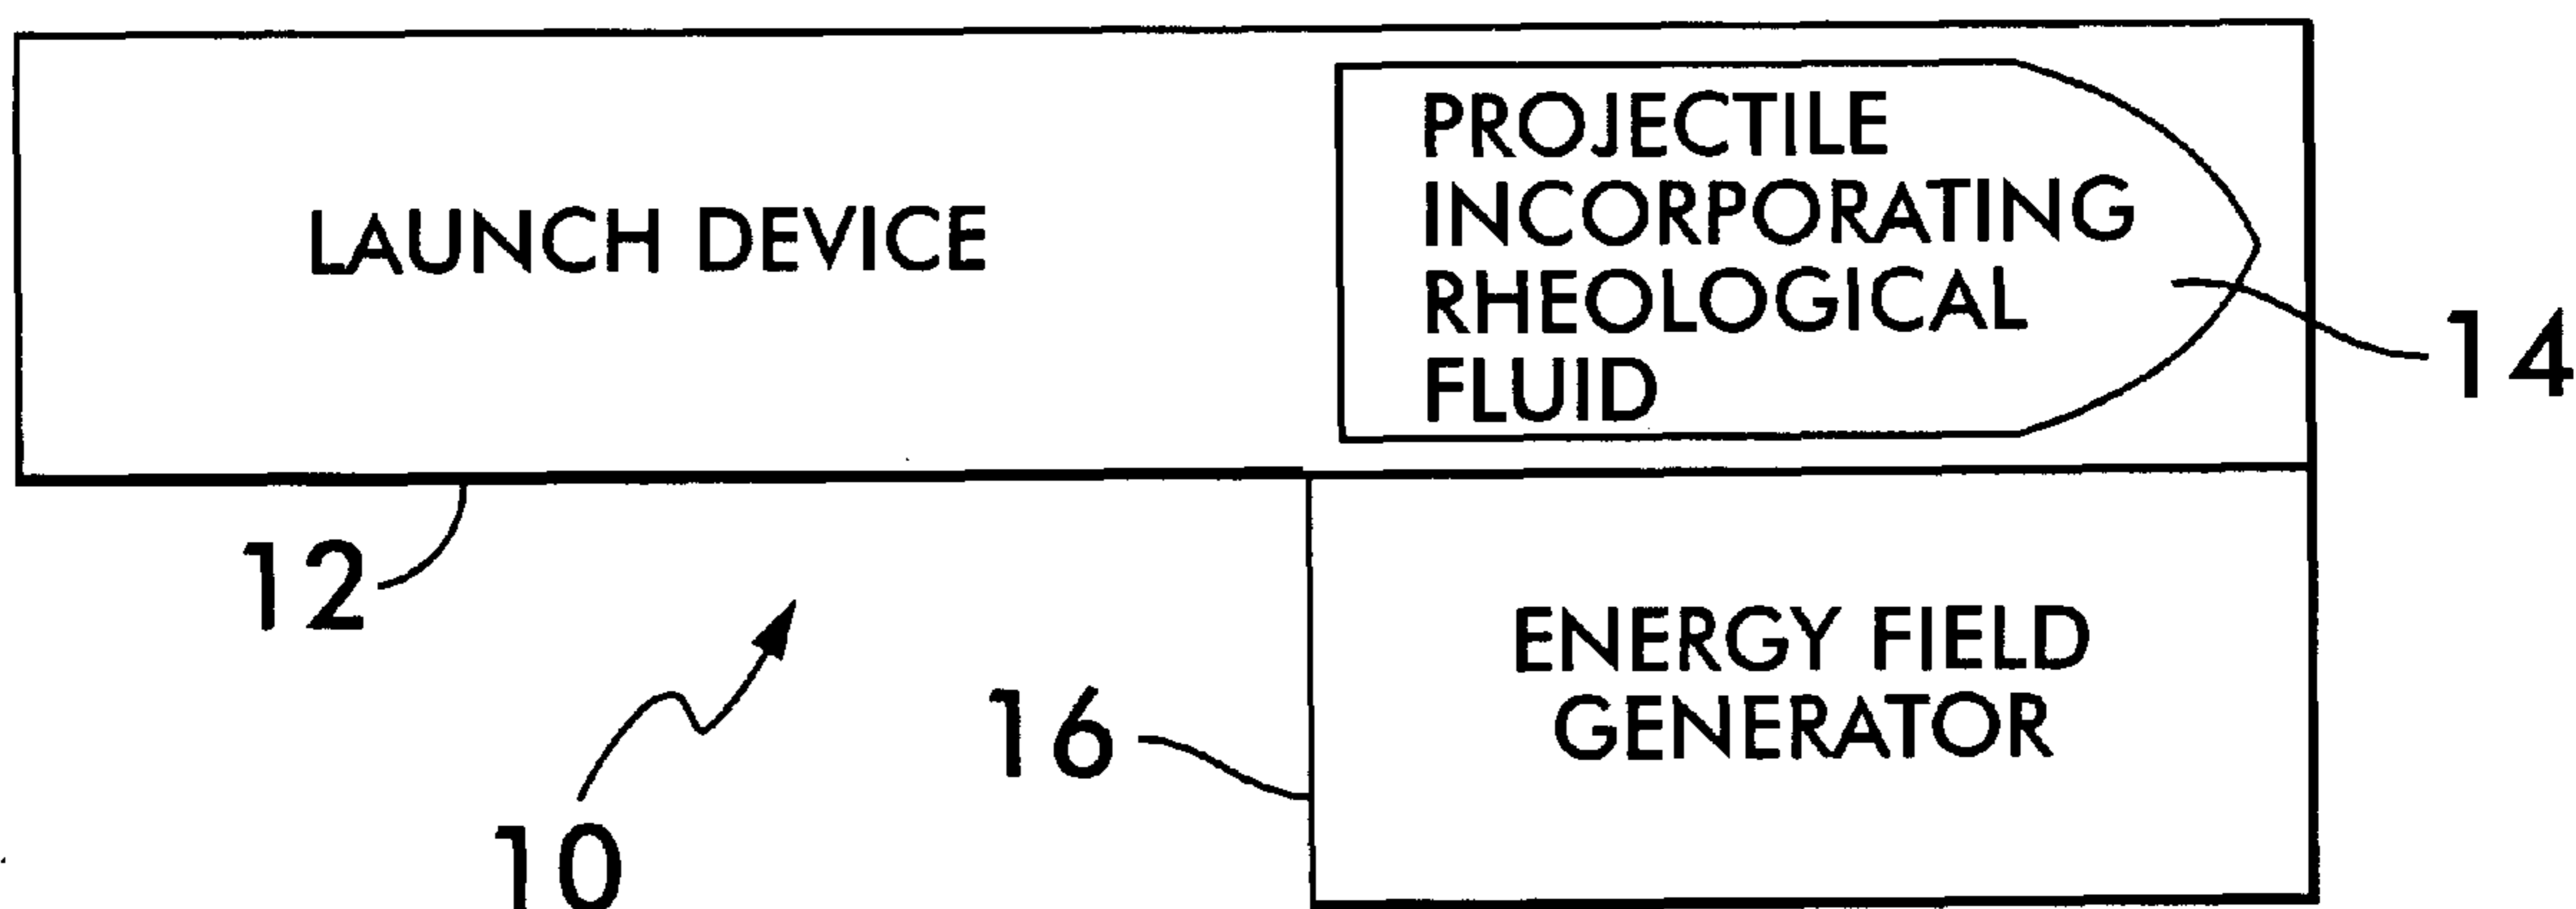 LAUNCH DEVICE
PROJECTILE
INCORPORATING
RHEOLOGICAL
FLUID
14
12
ENERGY FIELD
GENERATOR
16
10